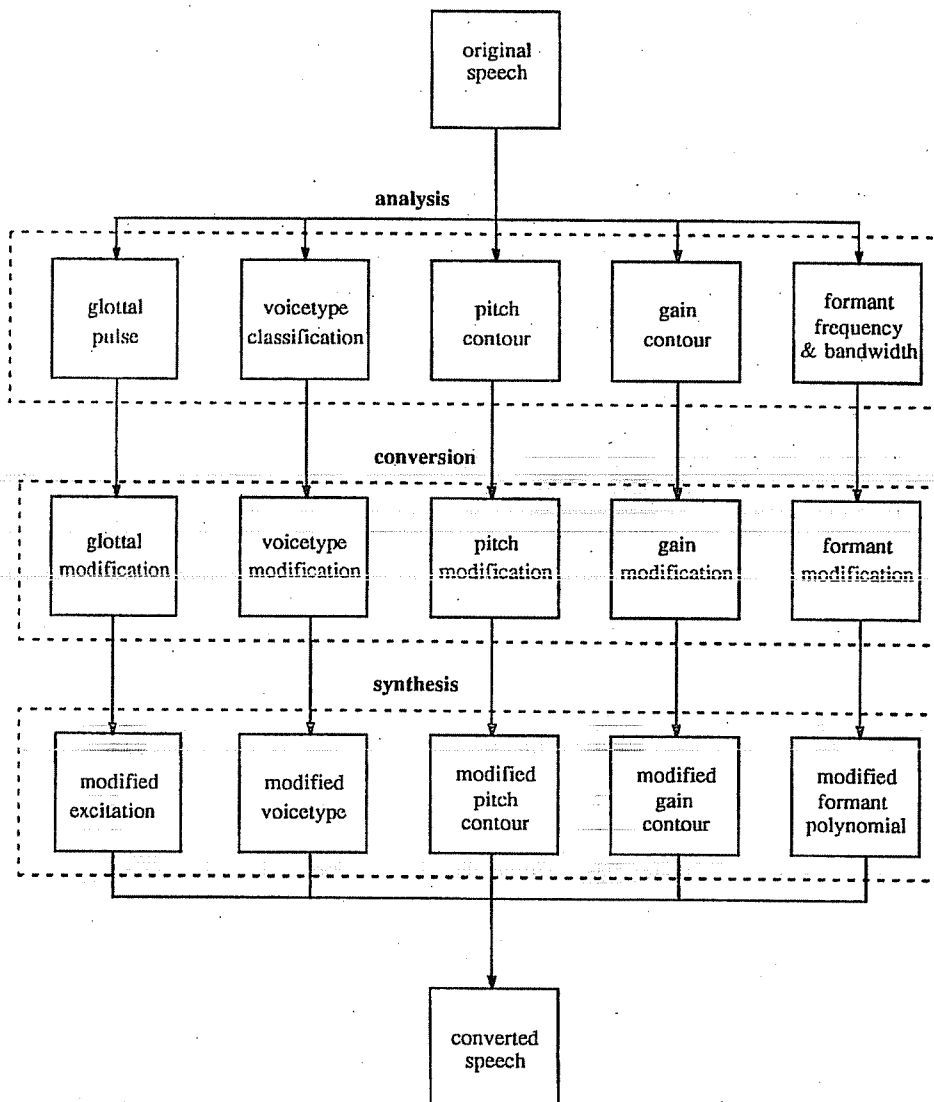 original
speech
analysis
glottal
pulse
voicetype
classification
pitch
contour
gain
contour
formant
frequency
& bandwidth
conversion
glottal
modification
voicetype
modification
pitch
modification
gain
modification
formant
modification
synthesis
modified
excitation
modified
voicetype
modified
pitch
contour
modified
gain
contour
modified
formant
polynomial
converted
speech